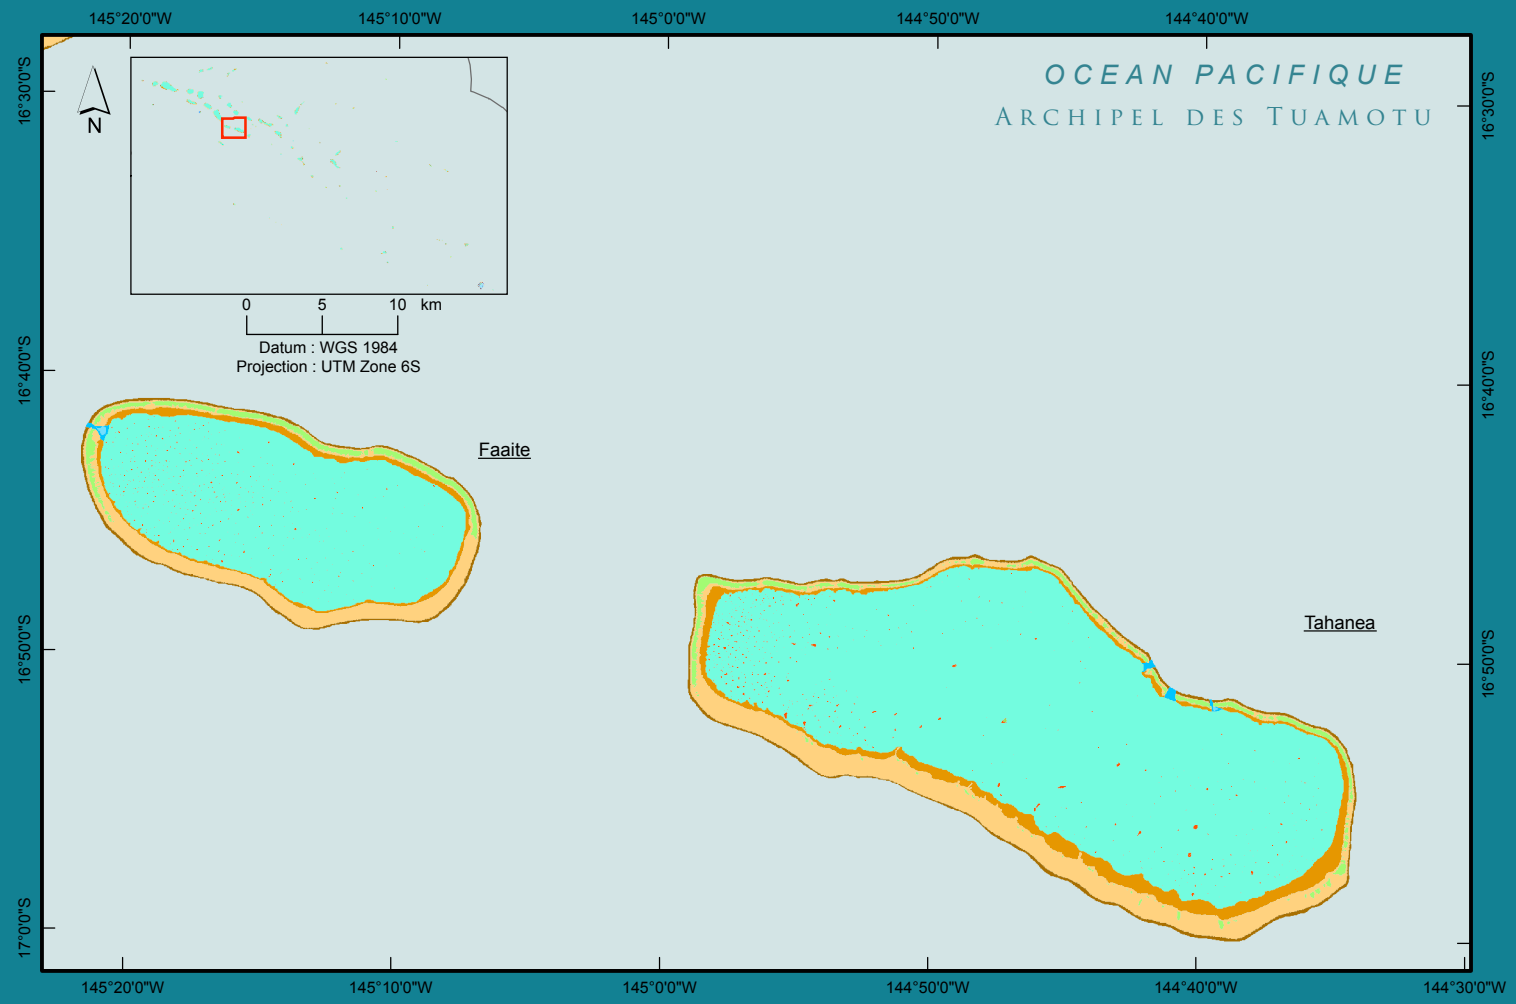 145°20'0"W 145°10'0"W 145°0'0"W 144°50'0"W 144°40'0"W
OCEAN PACIFIQUE
ARCHIPEL DES TUAMOTU
16°30'0"S 16°30'0"S
N
0 5 10 km
Datum : WGS 1984
Projection : UTM Zone 6S
16°40'0"S 16°40'0"S
Faaite
Tahanea
16°50'0"S 16°50'0"S
17°0'0"S
145°20'0"W 145°10'0"W 145°0'0"W 144°50'0"W 144°40'0"W 144°30'0"W